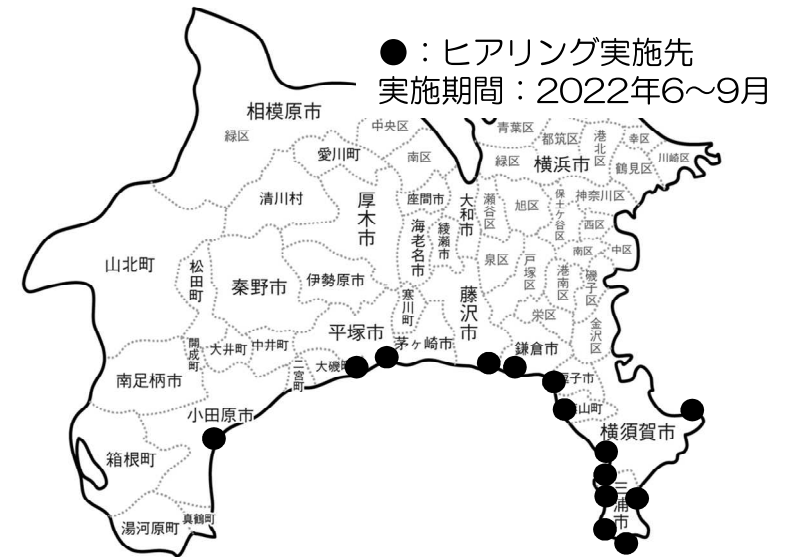 ●：ヒアリング実施先
実施期間：2022年6～9月
相模原市
緑区
中央区
南区
愛川町
清川村
厚木市
座間市
大和市
海老名市
綾瀬市
青葉区
都筑区
港北区
幸区
川崎区
鶴見区
緑区
横浜市
瀬谷区
旭区
保土ケ谷区
神奈川区
西区
中区
南区
泉区
戸塚区
港南区
磯子区
栄区
金沢区
山北町
松田町
秦野市
伊勢原市
寒川町
藤沢市
平塚市
茅ヶ崎市
鎌倉市
開成町
大井町
中井町
二宮町
大磯
南足柄市
小田原市
箱根町
湯河原町
真鶴町
子市
山町
横須賀市
三浦市